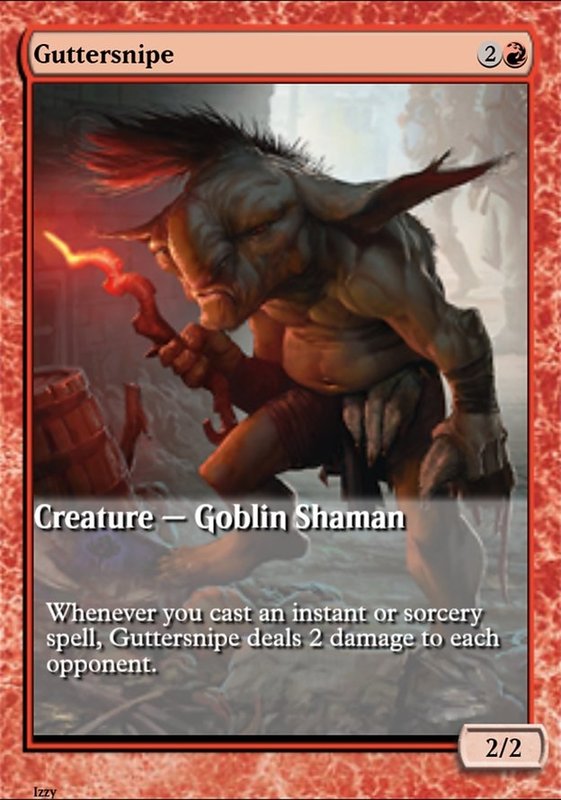 Guttersnipe 2
Creature — Goblin Shaman
Whenever you cast an instant or sorcery
spell, Guttersnipe deals 2 damage to each
opponent.
2/2
Izzy